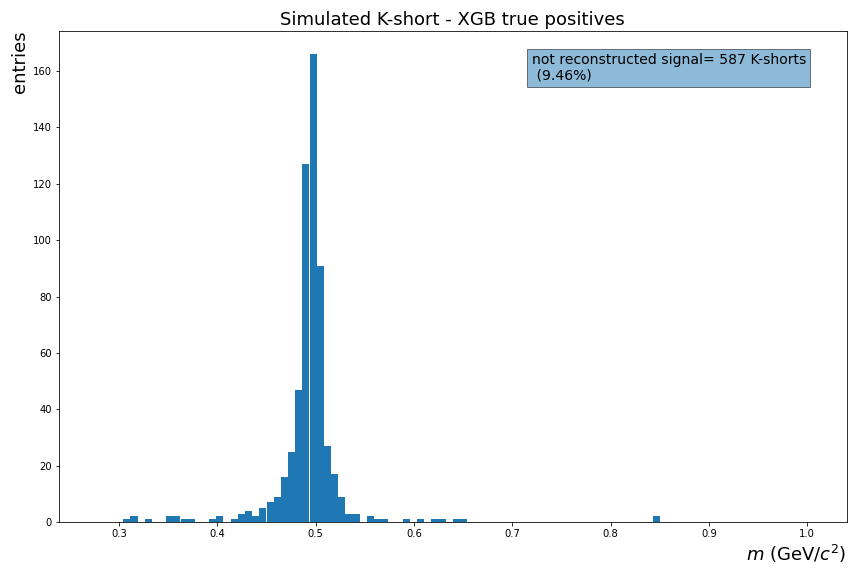 Simulated K-short - XGB true positives
entries
not reconstructed signal= 587 K-shorts
(9.46%)
160
140
120
100
80
60
40
20
0
0.3 0.4 0.5 0.6 0.7 0.8 0.9 1.0
m (GeV/c²)